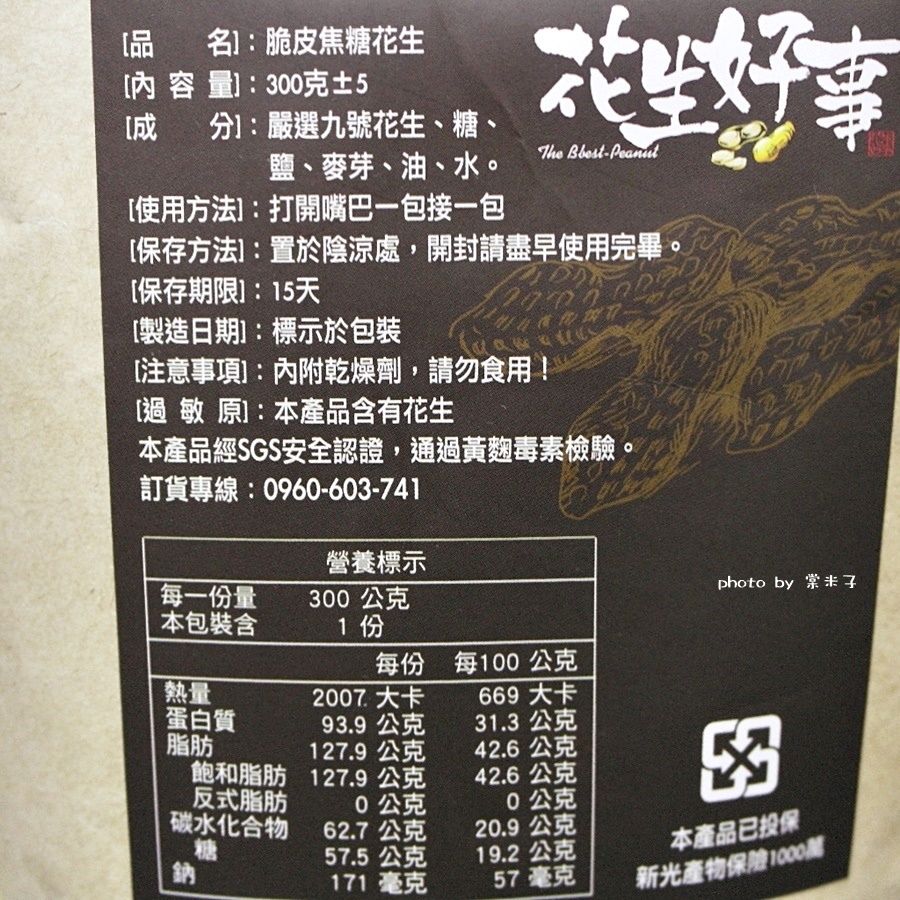 花生好事
The Bbest-Peanut
[品 名]：脆皮焦糖花生
[內 容 量]：300克±5
[成 分]：嚴選九號花生、糖、
鹽、麥芽、油、水。
[使用方法]：打開嘴巴一包接一包
[保存方法]：置於陰涼處，開封請盡早使用完畢。
[保存期限]：15天
[製造日期]：標示於包裝
[注意事項]：內附乾燥劑，請勿食用！
[過 敏 原]：本產品含有花生
本產品經SGS安全認證，通過黃麴毒素檢驗。
訂貨專線：0960-603-741
營養標示
每一份量 300 公克
本包裝含 1 份
每份 每100 公克
熱量 2007. 大卡 669 大卡
蛋白質 93.9 公克 31.3 公克
脂肪 127.9 公克 42.6 公克
飽和脂肪 127.9 公克 42.6 公克
反式脂肪 0 公克 0 公克
碳水化合物 62.7 公克 20.9 公克
糖 57.5 公克 19.2 公克
鈉 171 毫克 57 毫克
photo by 棠米子
本產品已投保
新光產物保險1000萬